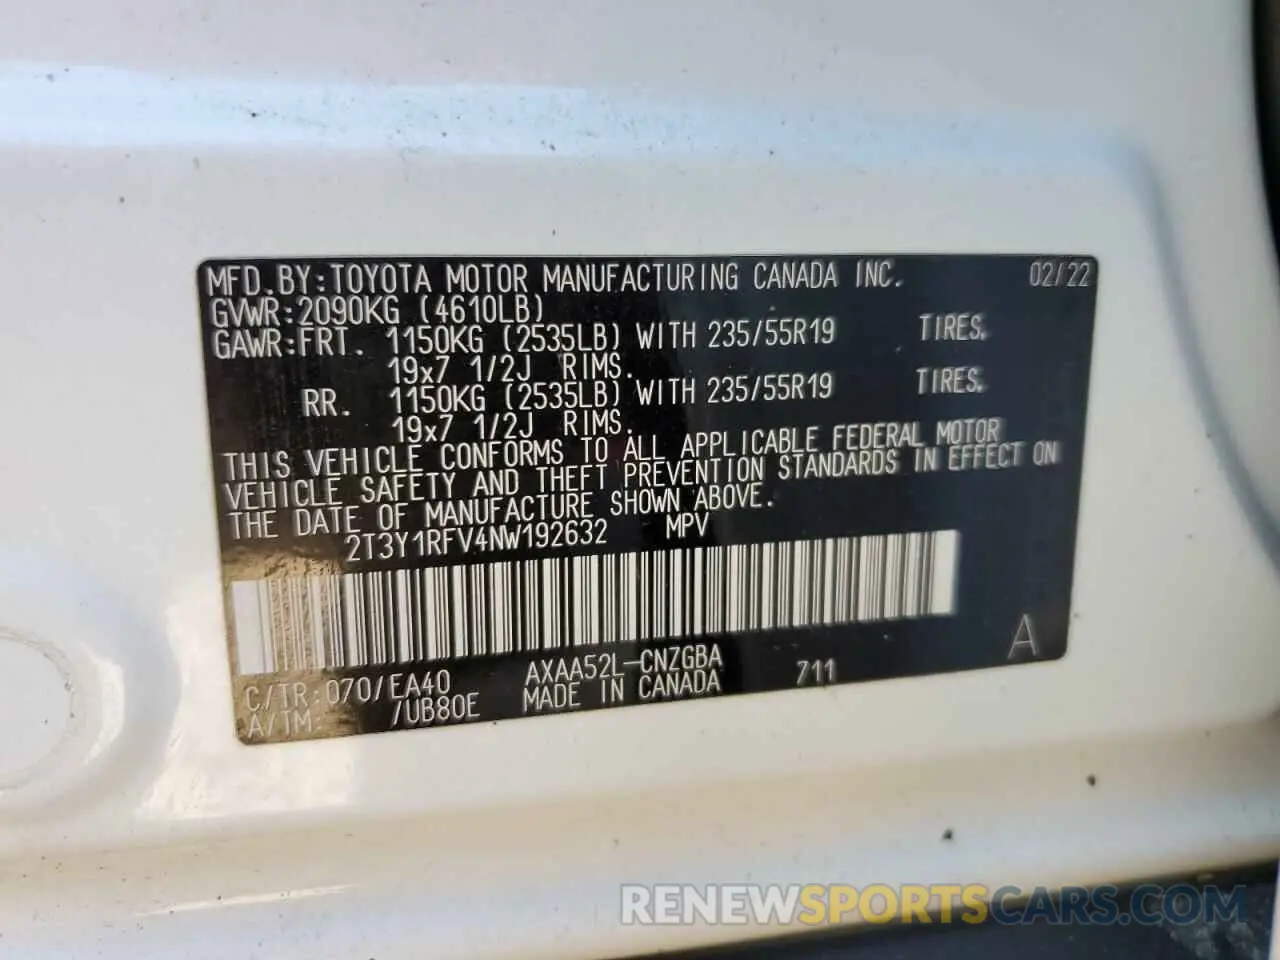 MFD.BY:TOYOTA MOTOR MANUFACTURING CANADA INC. 02/22
GVWR:2090KG (4610LB)
GAWR:FRT. 1150KG (2535LB) WITH 235/55R19 TIRES.
19x7 1/2J RIMS.
RR. 1150KG (2535LB) WITH 235/55R19 TIRES.
19x7 1/2J RIMS.
THIS VEHICLE CONFORMS TO ALL APPLICABLE FEDERAL MOTOR
VEHICLE SAFETY AND THEFT PREVENTION STANDARDS IN EFFECT ON
THE DATE OF MANUFACTURE SHOWN ABOVE.
2T3Y1RFV4NW192632 MPV
A
C/TR:070/EA40 AXAA52L-CNZGBA 711
A/TM: /UB80E MADE IN CANADA
RENEWSPORTSCARS.COM